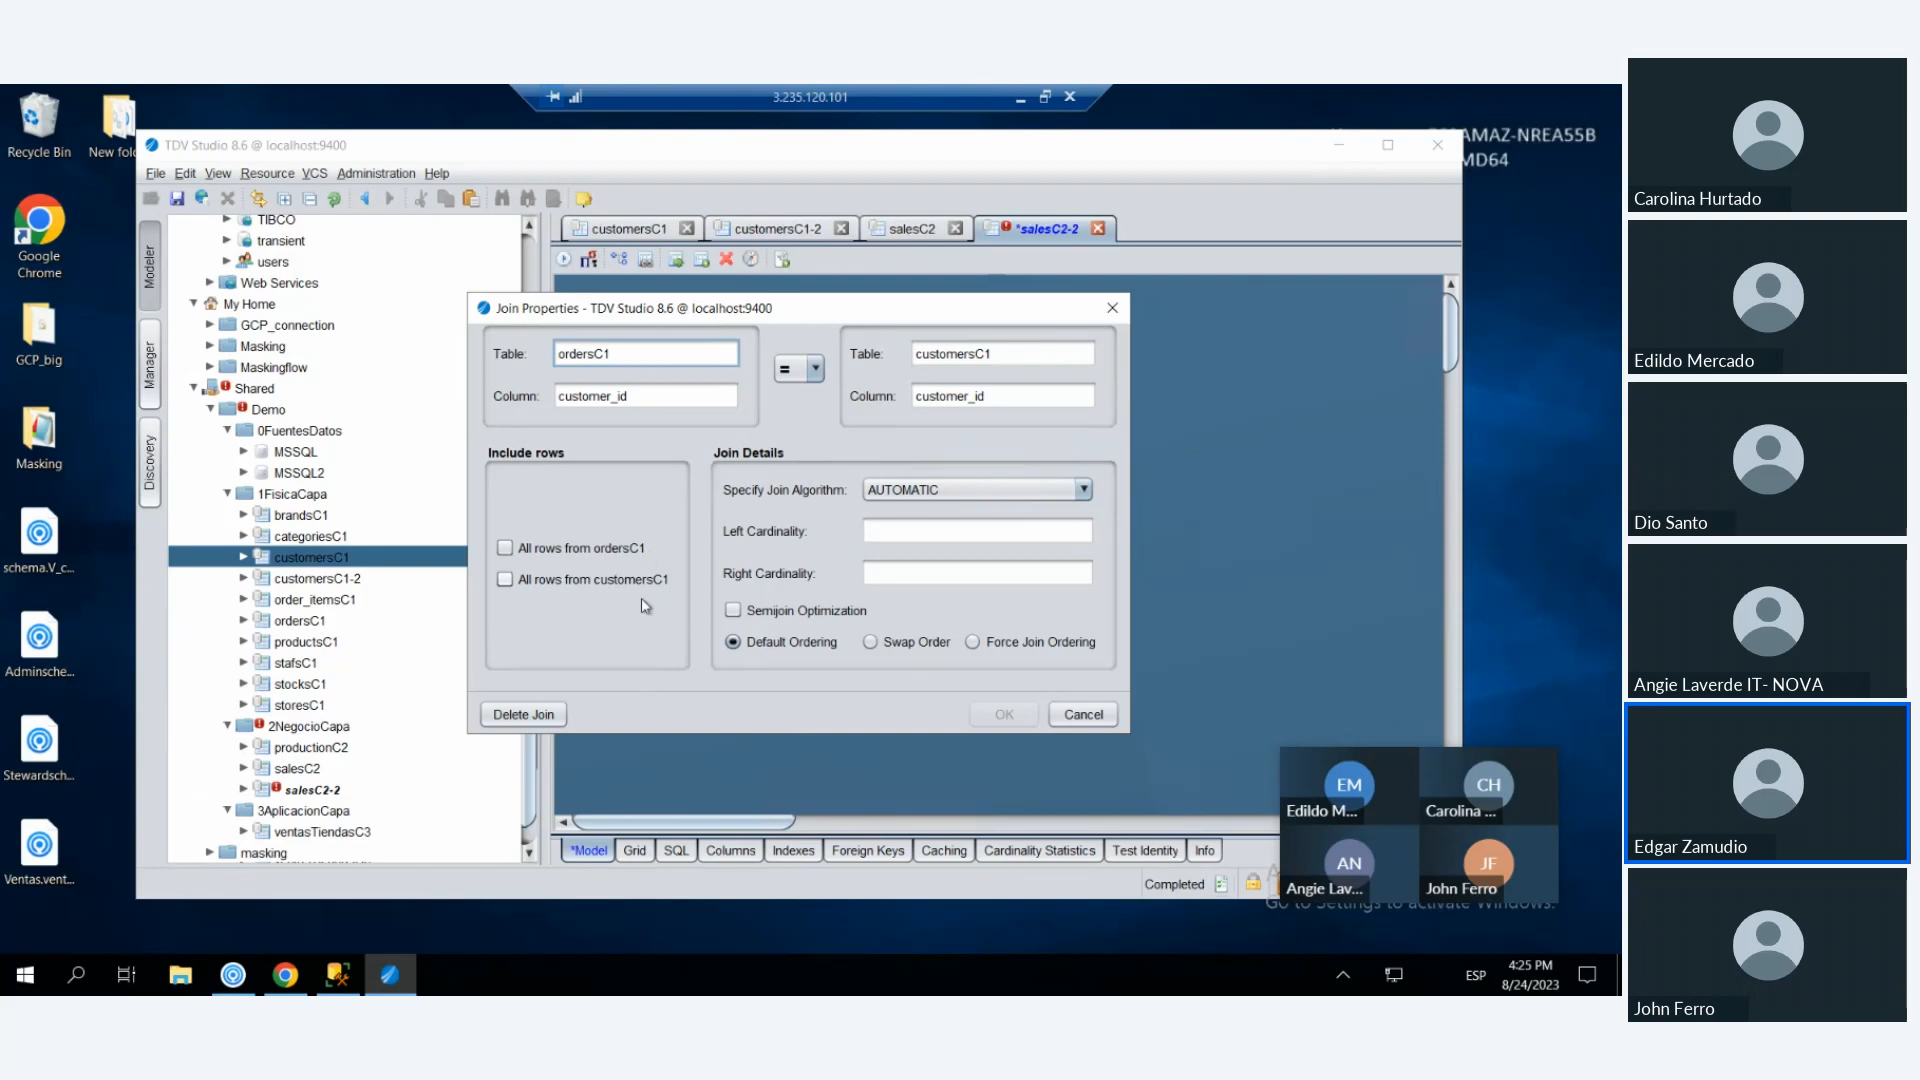 3.235.120.101
Recycle Bin
New fold
AMAZ-NREA55B
MD64
Google
Chrome
GCP_big
Masking
schema.V_c...
Adminsche...
Stewardsch...
Ventas.vent...
TDV Studio 8.6 @ localhost:9400
File Edit View Resource VCS Administration Help
Modeler
Manager
Discovery
TIBCO
transient
users
Web Services
My Home
GCP_connection
Masking
Maskingflow
Shared
Demo
0FuentesDatos
MSSQL
MSSQL2
1FisicaCapa
brandsC1
categoriesC1
customersC1
customersC1-2
order_itemsC1
ordersC1
productsC1
stafsC1
stocksC1
storesC1
2NegocioCapa
productionC2
salesC2
salesC2-2
3AplicacionCapa
ventasTiendasC3
masking
customersC1 customersC1-2 salesC2 *salesC2-2
Join Properties - TDV Studio 8.6 @ localhost:9400
Table: ordersC1
Column: customer_id
=
Table: customersC1
Column: customer_id
Include rows
All rows from ordersC1
All rows from customersC1
Join Details
Specify Join Algorithm: AUTOMATIC
Left Cardinality:
Right Cardinality:
Semijoin Optimization
Default Ordering Swap Order Force Join Ordering
Delete Join OK Cancel
*Model Grid SQL Columns Indexes Foreign Keys Caching Cardinality Statistics Test Identity Info
Completed
Go to Settings to activate Windows.
EM
Edildo M...
CH
Carolina ...
AN
Angie Lav...
JF
John Ferro
ESP
4:25 PM
8/24/2023
Carolina Hurtado
Edildo Mercado
Dio Santo
Angie Laverde IT- NOVA
Edgar Zamudio
John Ferro